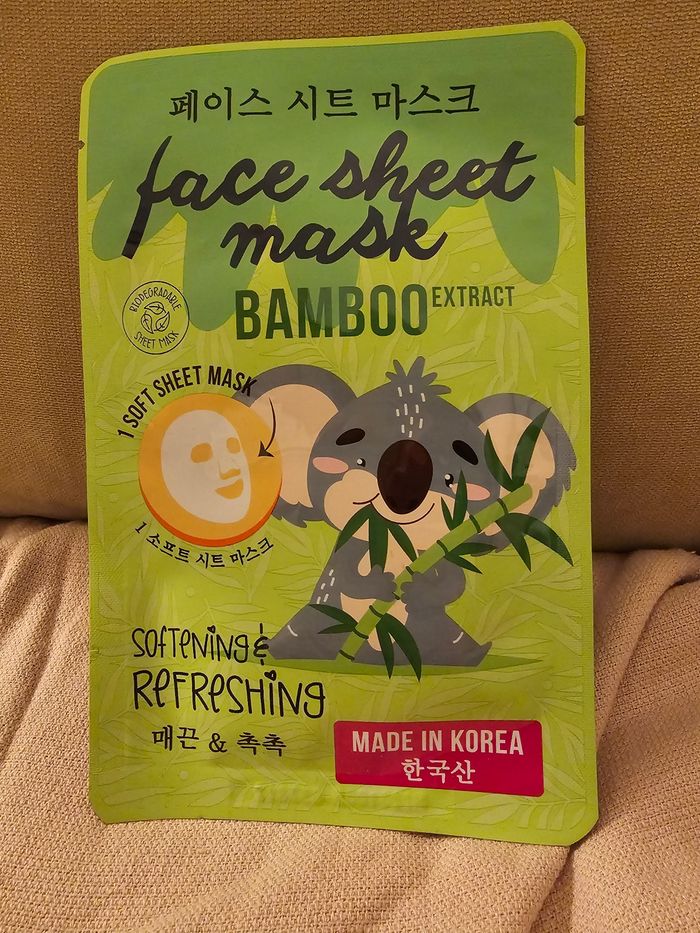 페이스 시트 마스크
face sheet
mask
BAMBOO EXTRACT
BIODEGRADABLE
SHEET MASK
1 SOFT SHEET MASK
1 소프트 시트 마스크
SOFTENING &
REFRESHING
매끈 & 촉촉
MADE IN KOREA
한국산